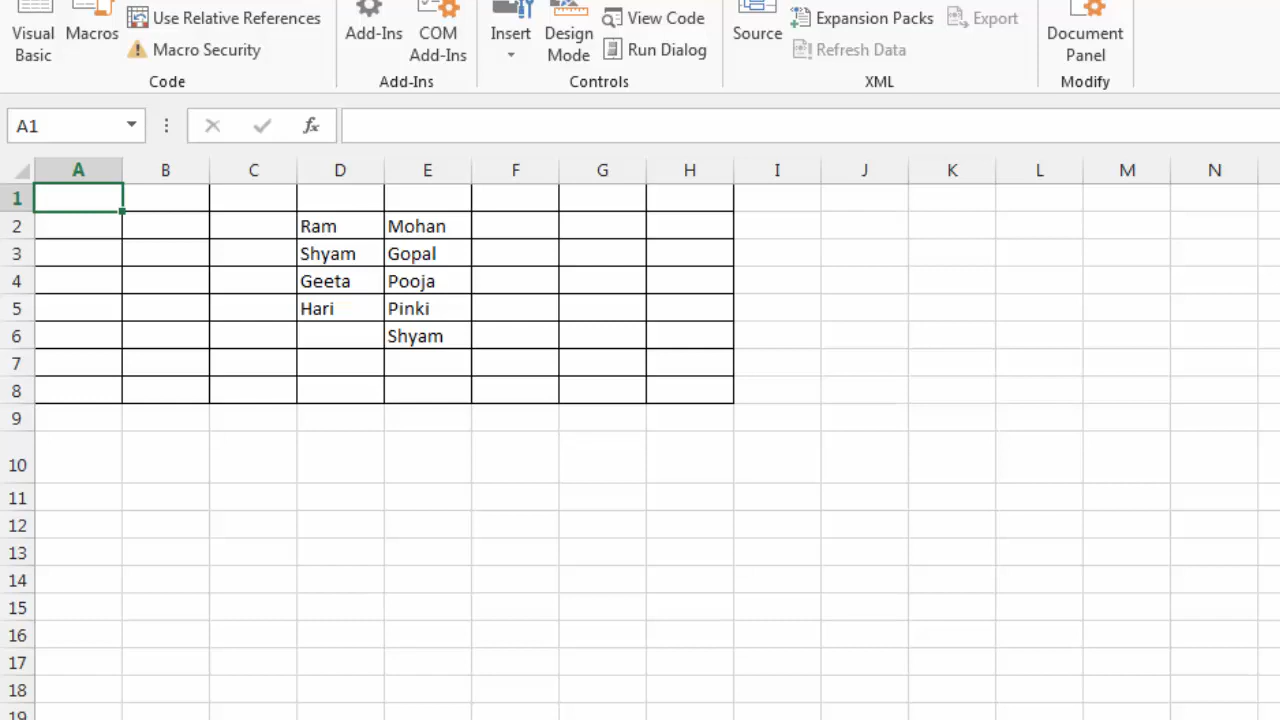 Visual Basic
Macros
Use Relative References
Macro Security
Code
Add-Ins
COM Add-Ins
Add-Ins
Insert
Design Mode
View Code
Run Dialog
Controls
Source
Expansion Packs
Export
Refresh Data
XML
Document Panel
Modify
A1
fx
A B C D E F G H I J K L M N
1
2 Ram Mohan
3 Shyam Gopal
4 Geeta Pooja
5 Hari Pinki
6 Shyam
7
8
9
10
11
12
13
14
15
16
17
18
19